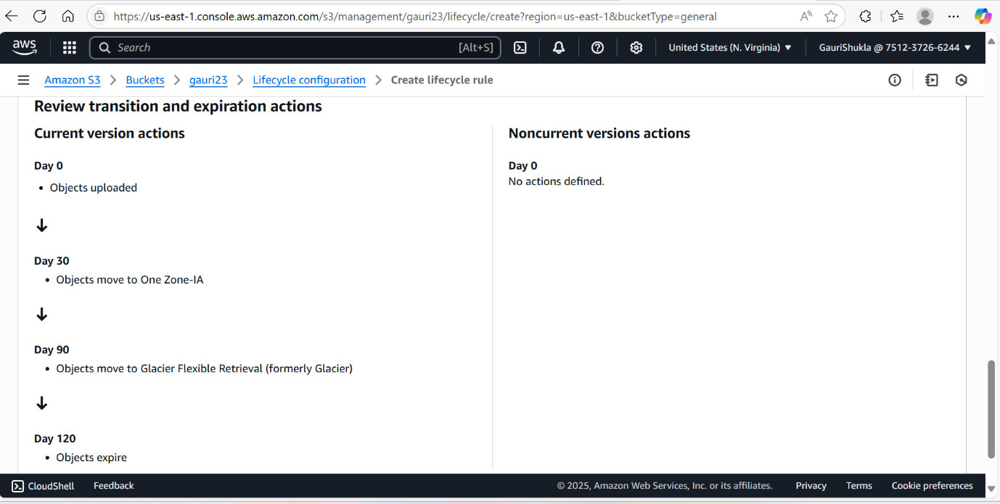 https://us-east-1.console.aws.amazon.com/s3/management/gauri23/lifecycle/create?region=us-east-1&bucketType=general
aws
Search
[Alt+S]
United States (N. Virginia)
GauriShukla @ 7512-3726-6244
Amazon S3 > Buckets > gauri23 > Lifecycle configuration > Create lifecycle rule
Review transition and expiration actions
Current version actions
Day 0
• Objects uploaded
Day 30
• Objects move to One Zone-IA
Day 90
• Objects move to Glacier Flexible Retrieval (formerly Glacier)
Day 120
• Objects expire
Noncurrent versions actions
Day 0
No actions defined.
CloudShell
Feedback
© 2025, Amazon Web Services, Inc. or its affiliates.
Privacy
Terms
Cookie preferences